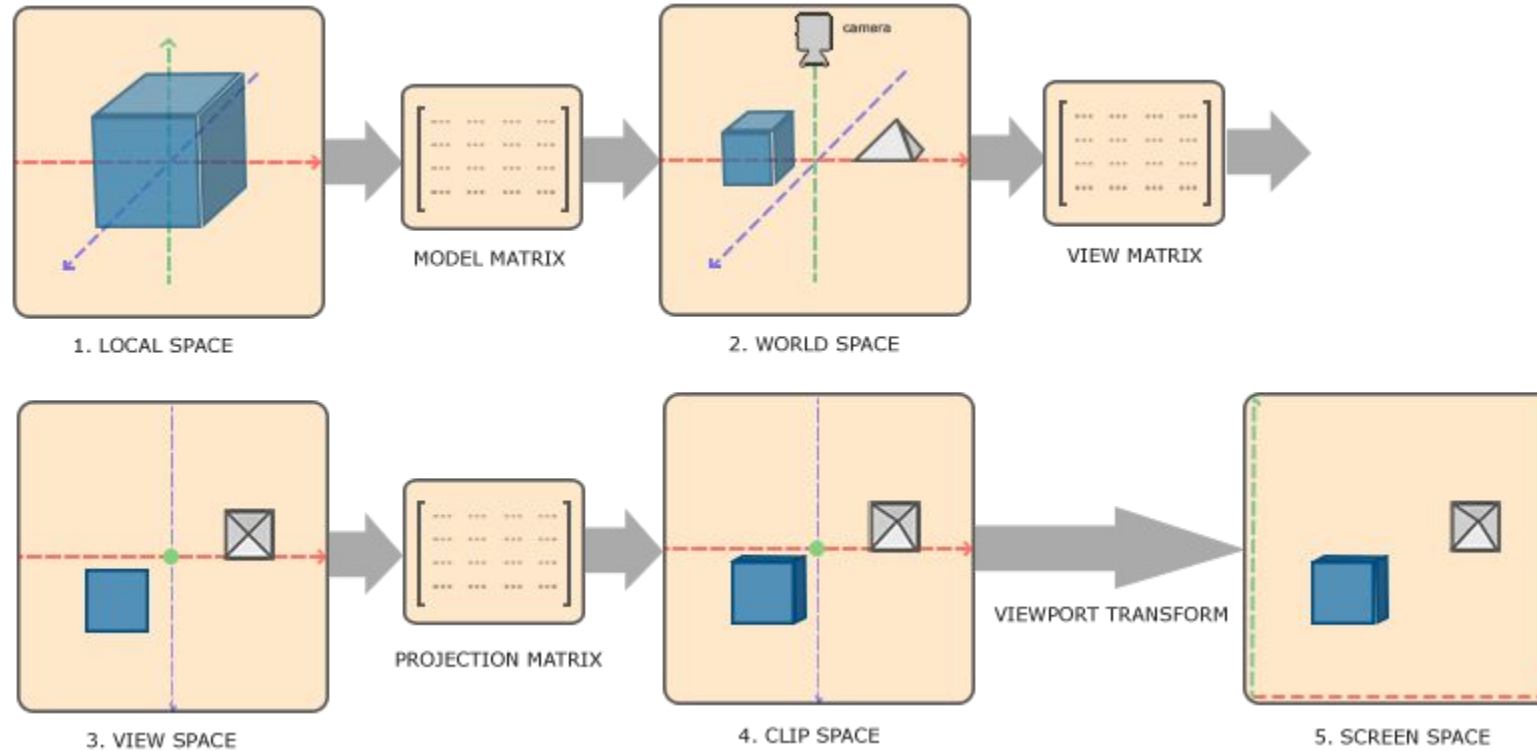 camera
MODEL MATRIX
VIEW MATRIX
1. LOCAL SPACE
2. WORLD SPACE
VIEWPORT TRANSFORM
PROJECTION MATRIX
3. VIEW SPACE
4. CLIP SPACE
5. SCREEN SPACE